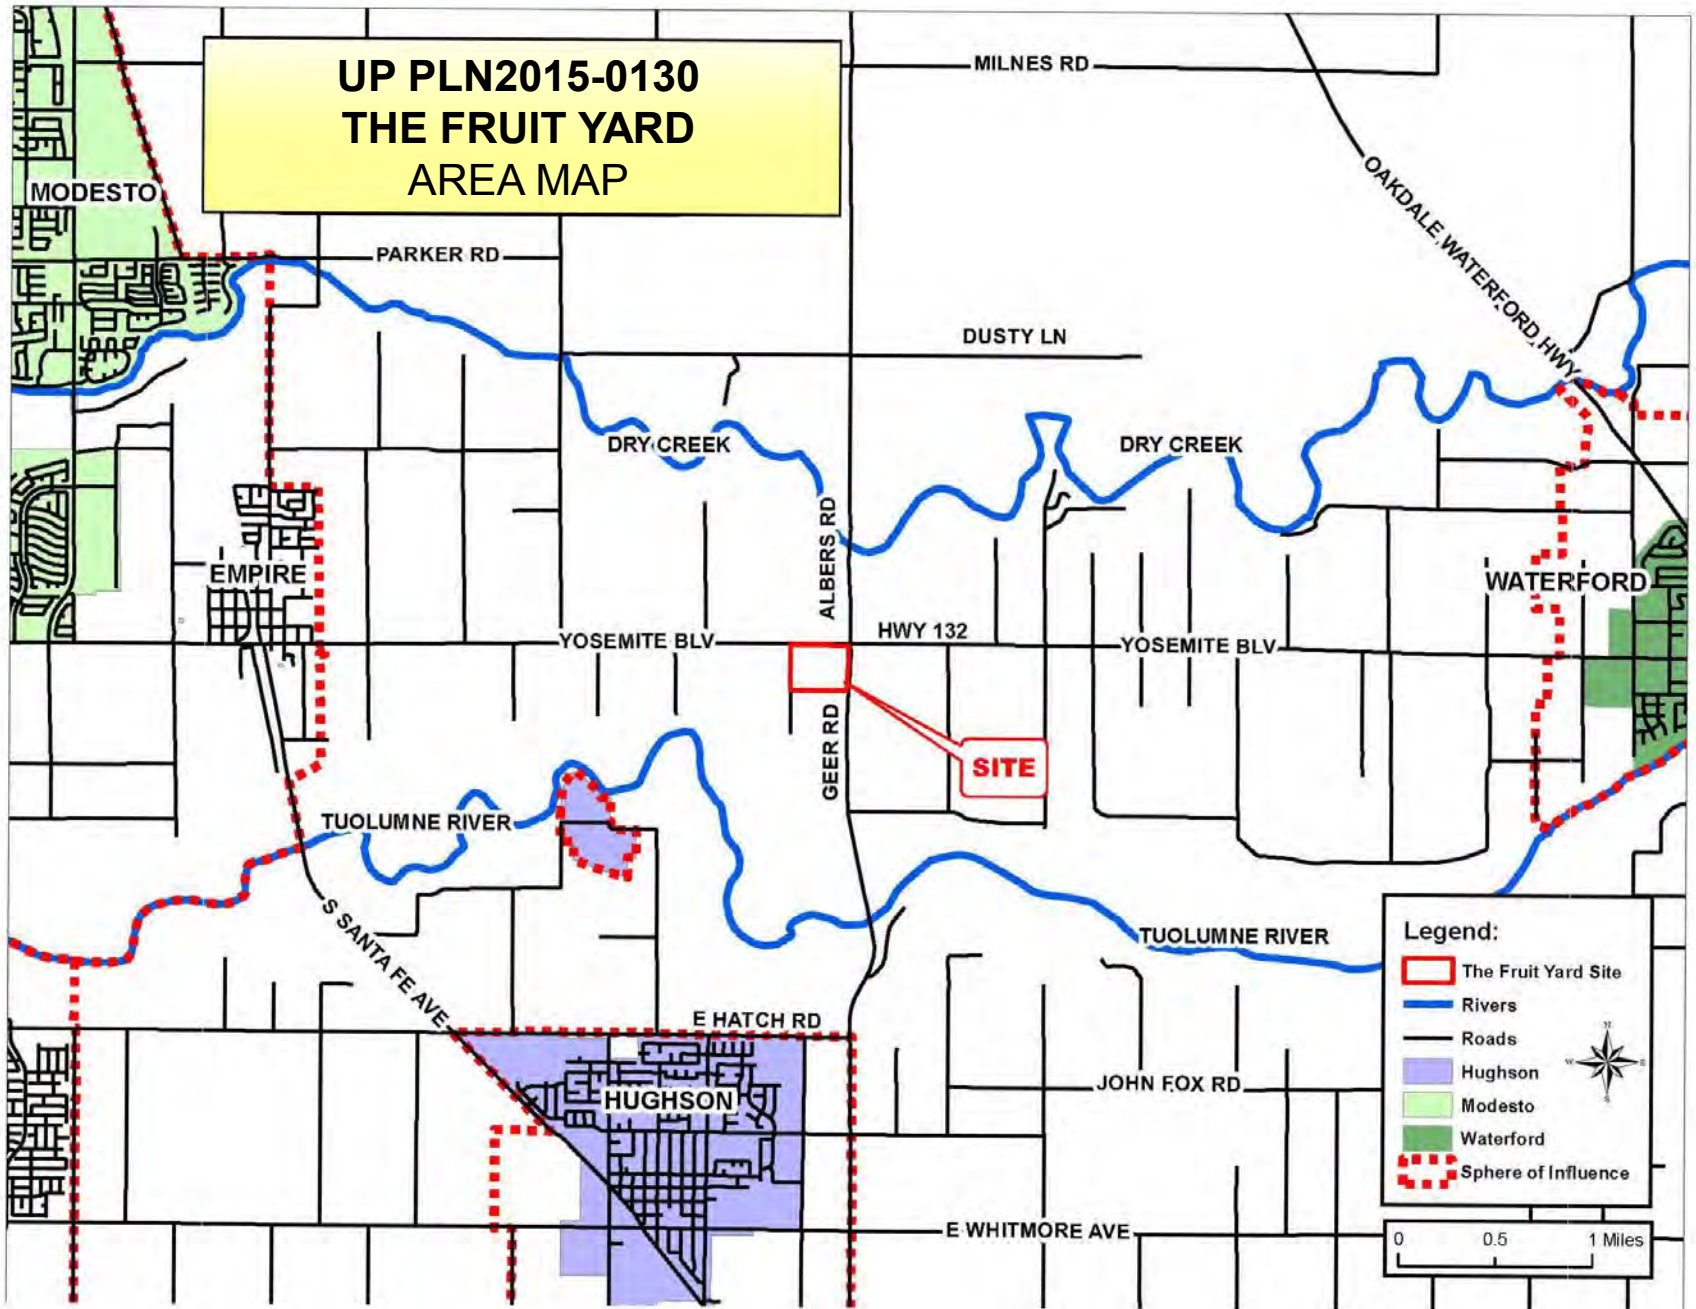 UP PLN2015-0130
THE FRUIT YARD
AREA MAP
MILNES RD
MODESTO
OAKDALE WATERFORD HWY
PARKER RD
DUSTY LN
DRY CREEK
DRY CREEK
ALBERS RD
EMPIRE
WATERFORD
HWY 132
YOSEMITE BLV
YOSEMITE BLV
GEER RD
SITE
TUOLUMNE RIVER
S SANTA FE AVE
TUOLUMNE RIVER
E HATCH RD
JOHN FOX RD
HUGHSON
E WHITMORE AVE
Legend:
The Fruit Yard Site
Rivers
Roads
Hughson
Modesto
Waterford
Sphere of Influence
N
W
E
S
0 0.5 1 Miles